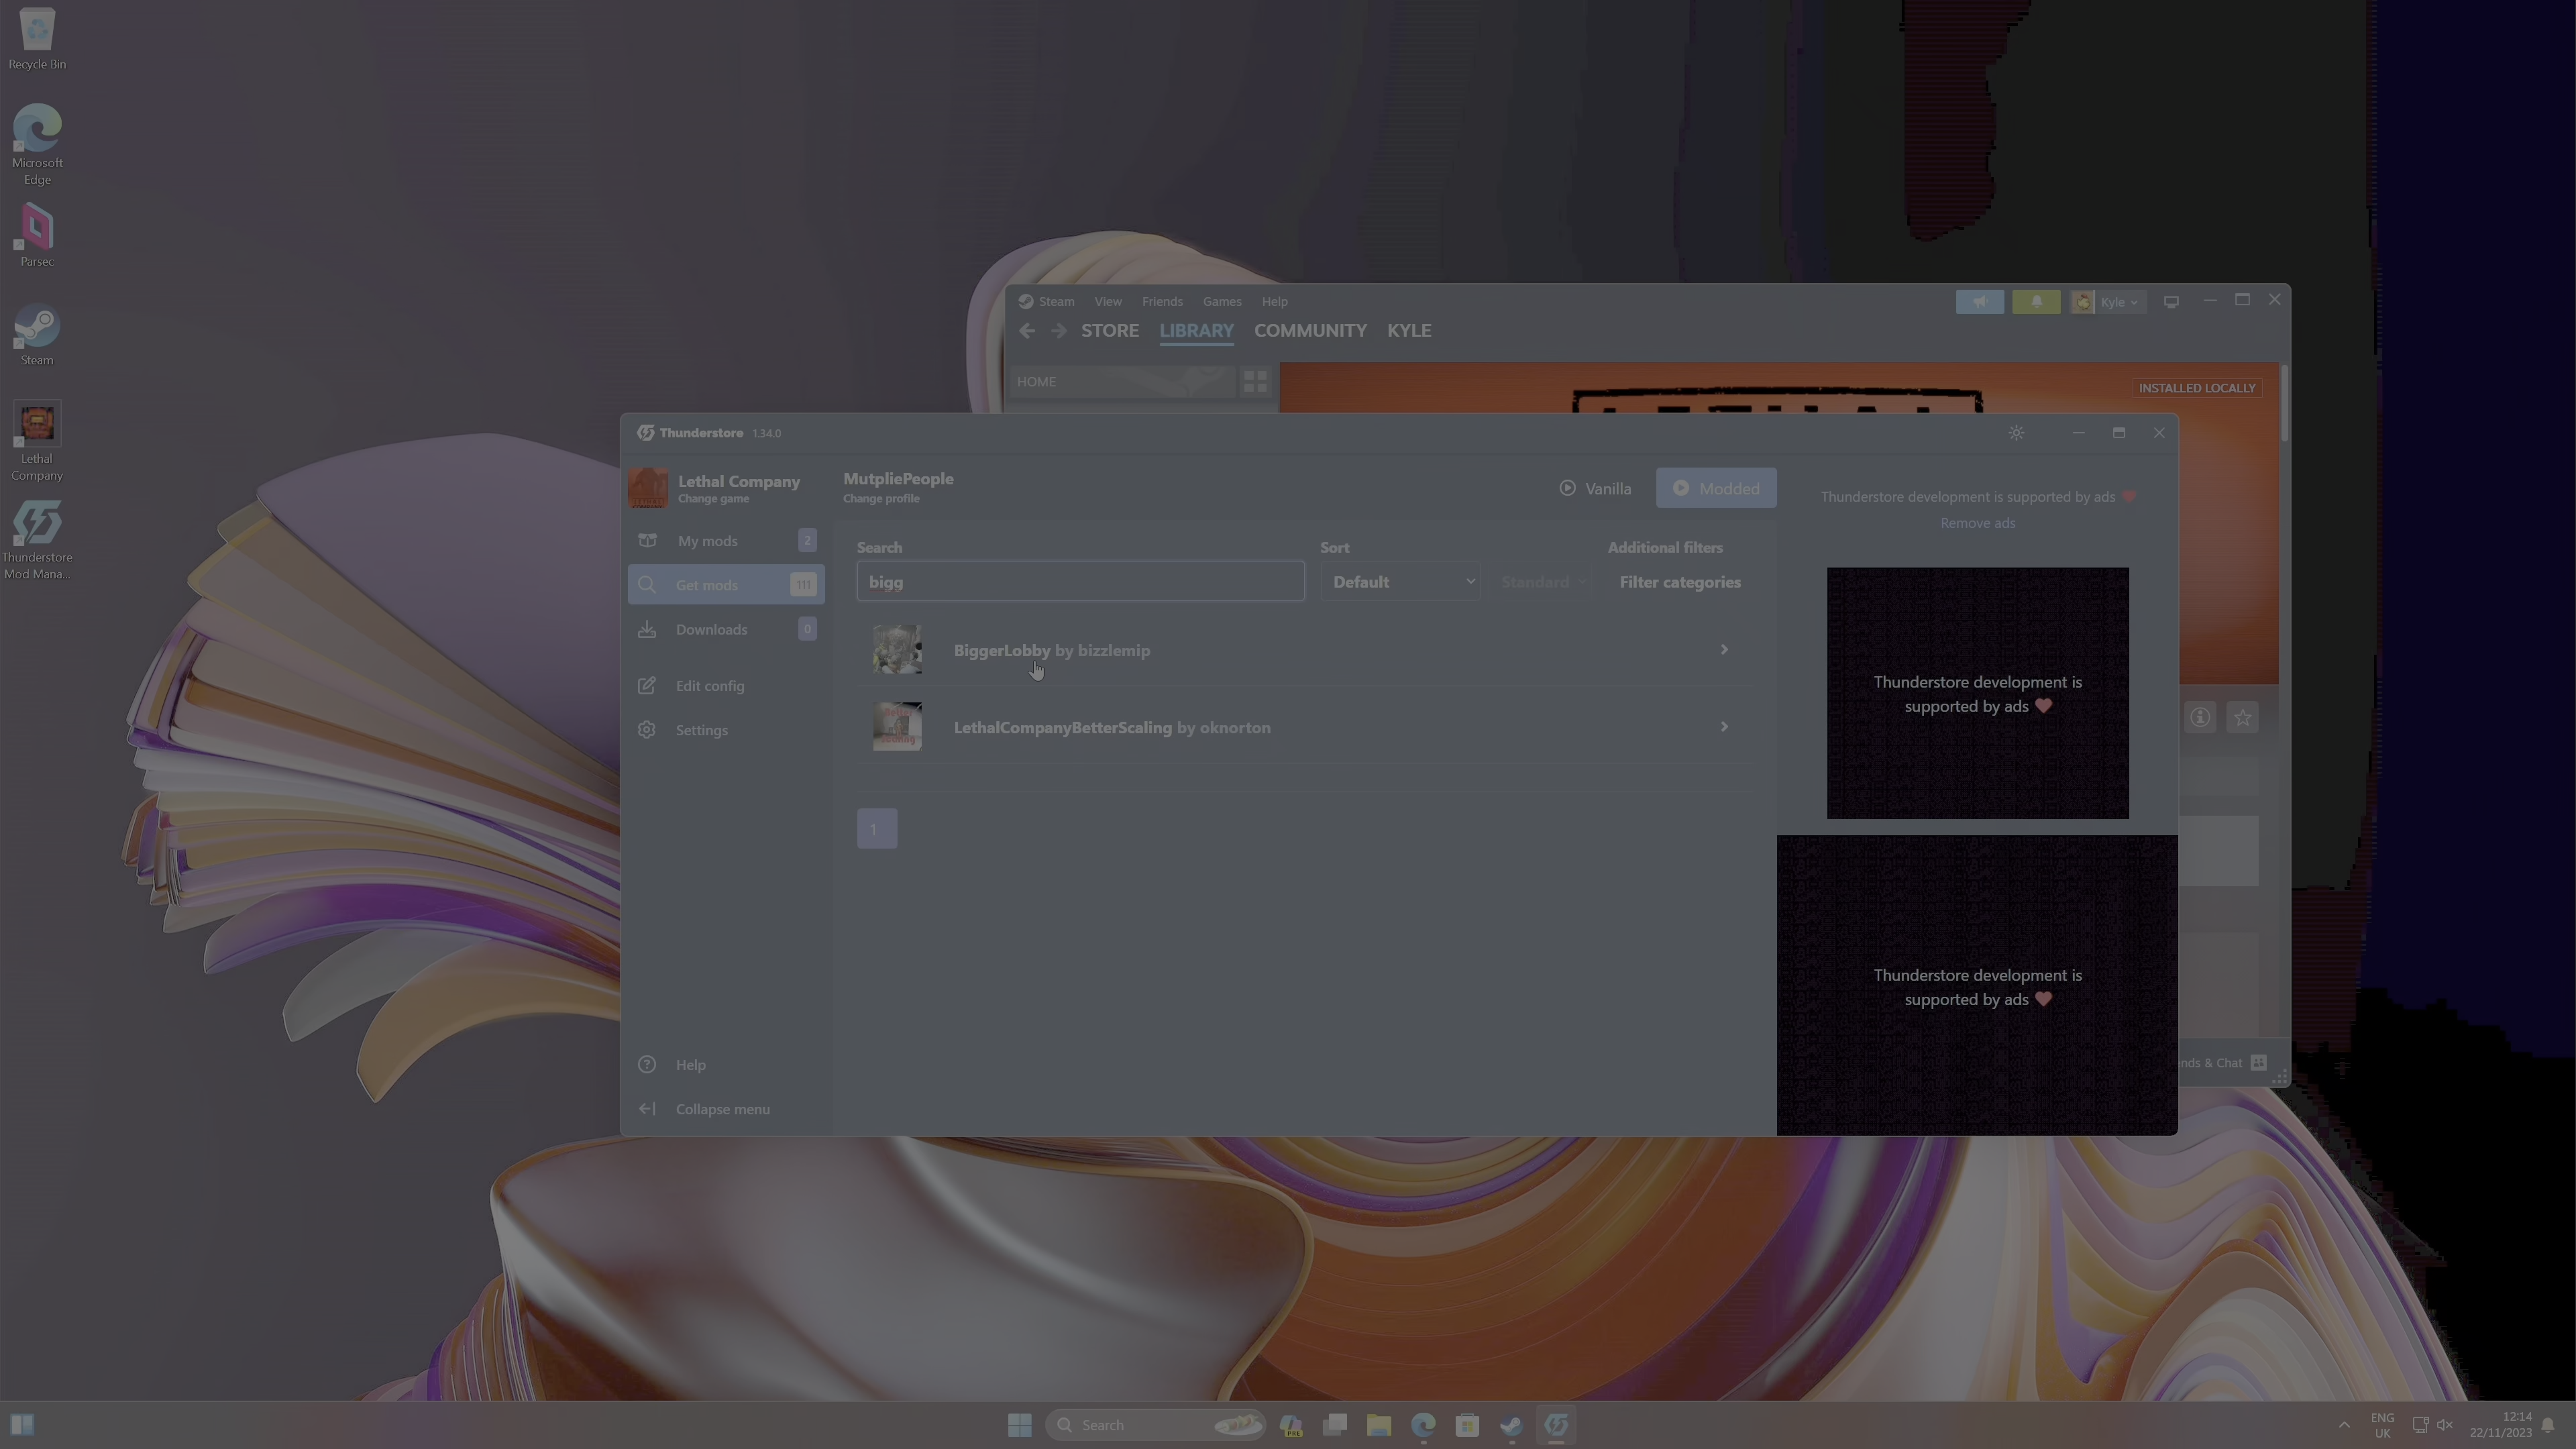 Recycle Bin
Microsoft
Edge
Parsec
Steam
Lethal
Company
Thunderstore
Mod Mana...
Steam View Friends Games Help
Kyle
STORE LIBRARY COMMUNITY KYLE
HOME
INSTALLED LOCALLY
Thunderstore 1.34.0
Lethal Company
Change game
MutpliePeople
Change profile
Vanilla
Modded
Thunderstore development is supported by ads
Remove ads
My mods 2
Get mods 111
Downloads 0
Edit config
Settings
Help
Collapse menu
Search
bigg
Sort
Default
Standard
Additional filters
Filter categories
BiggerLobby by bizzlemip
LethalCompanyBetterScaling by oknorton
1
Thunderstore development is
supported by ads
Thunderstore development is
supported by ads
nds & Chat
Search
PRE
ENG
UK
12:14
22/11/2023